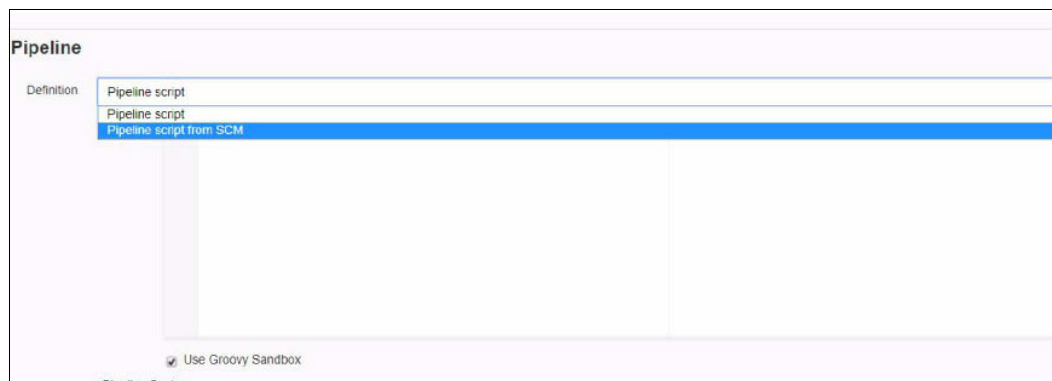 Pipeline
Definition
Pipeline script
Pipeline script
Pipeline script from SCM
Use Groovy Sandbox